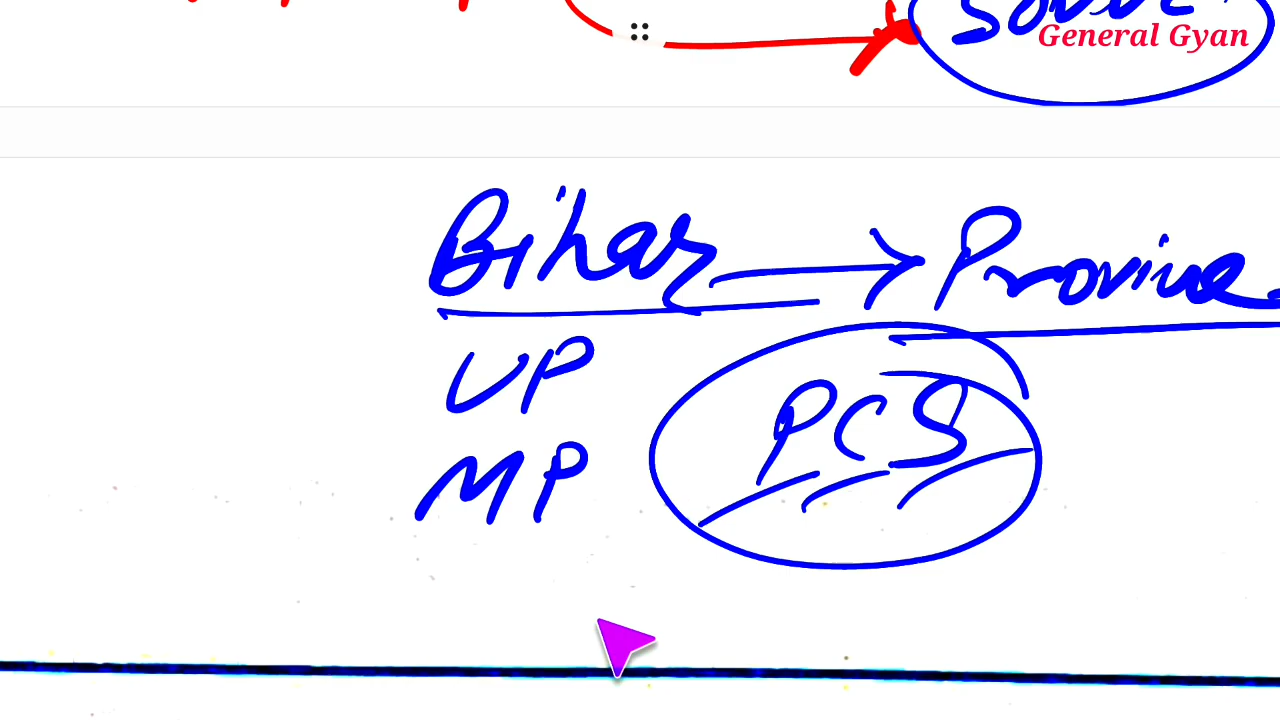 General Gyan
Bihar → Province
UP
PCS
MP